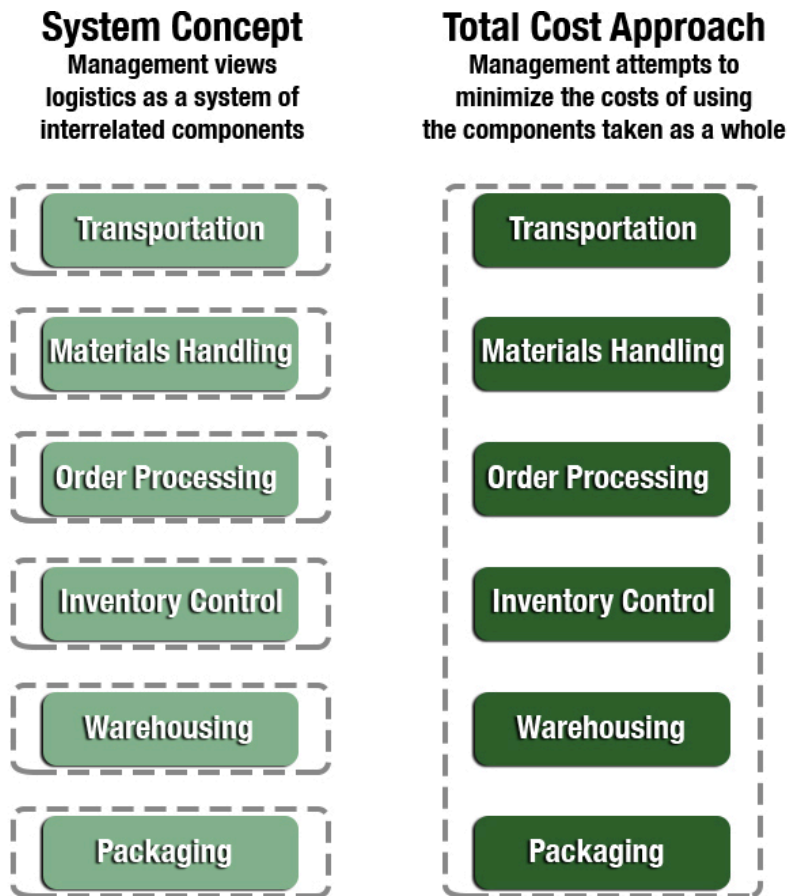 System Concept
Management views
logistics as a system of
interrelated components
Transportation
Materials Handling
Order Processing
Inventory Control
Warehousing
Packaging
Total Cost Approach
Management attempts to
minimize the costs of using
the components taken as a whole
Transportation
Materials Handling
Order Processing
Inventory Control
Warehousing
Packaging